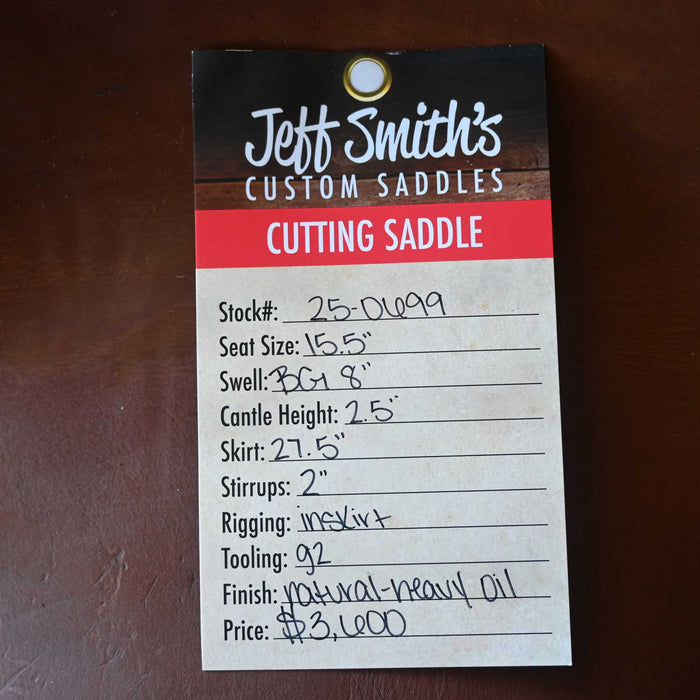 Jeff Smith's
CUSTOM SADDLES
CUTTING SADDLE
Stock#: 25-0699
Seat Size: 15.5"
Swell: BG1 8"
Cantle Height: 2.5"
Skirt: 27.5"
Stirrups: 2"
Rigging: inskirt
Tooling: 92
Finish: natural-heavy oil
Price: $3,600